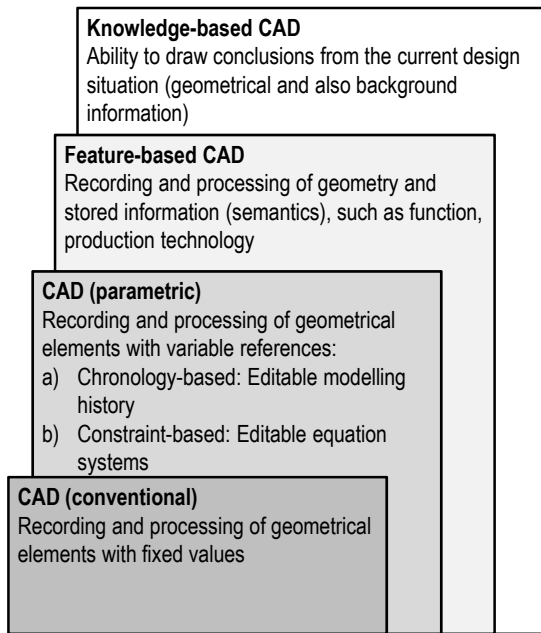 Knowledge-based CAD
Ability to draw conclusions from the current design
situation (geometrical and also background
information)
Feature-based CAD
Recording and processing of geometry and
stored information (semantics), such as function,
production technology
CAD (parametric)
Recording and processing of geometrical
elements with variable references:
a) Chronology-based: Editable modelling
history
b) Constraint-based: Editable equation
systems
CAD (conventional)
Recording and processing of geometrical
elements with fixed values